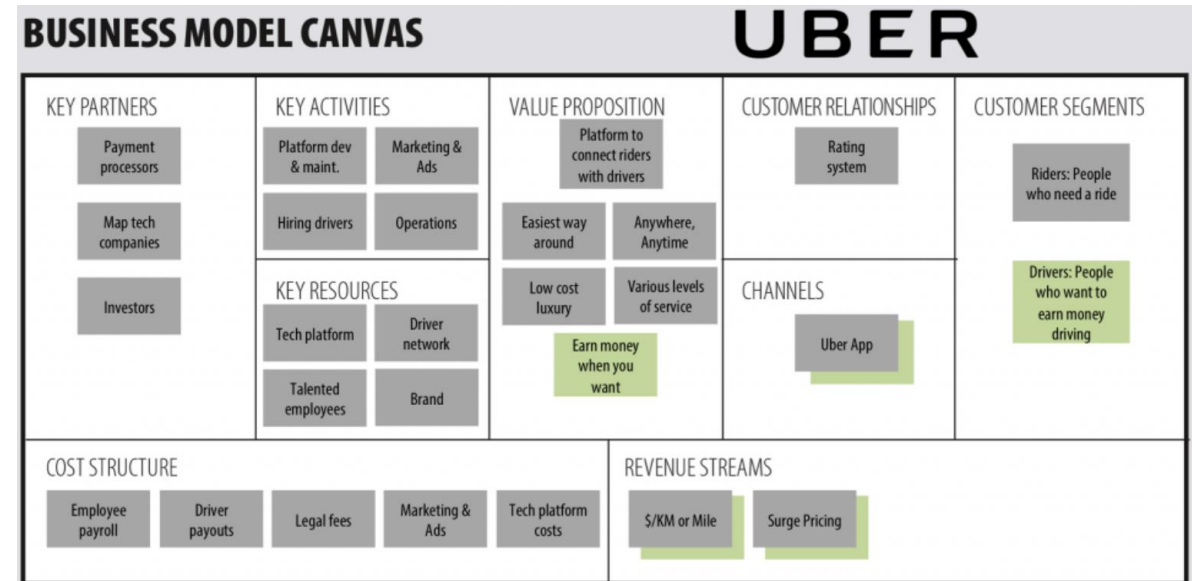 BUSINESS MODEL CANVAS
UBER
KEY PARTNERS
Payment
processors
Map tech
companies
Investors
KEY ACTIVITIES
Platform dev
& maint.
Marketing &
Ads
Hiring drivers
Operations
KEY RESOURCES
Tech platform
Driver
network
Talented
employees
Brand
VALUE PROPOSITION
Platform to
connect riders
with drivers
Easiest way
around
Anywhere,
Anytime
Low cost
luxury
Various levels
of service
Earn money
when you
want
CUSTOMER RELATIONSHIPS
Rating
system
CHANNELS
Uber App
CUSTOMER SEGMENTS
Riders: People
who need a ride
Drivers: People
who want to
earn money
driving
COST STRUCTURE
Employee
payroll
Driver
payouts
Legal fees
Marketing &
Ads
Tech platform
costs
REVENUE STREAMS
$/KM or Mile
Surge Pricing